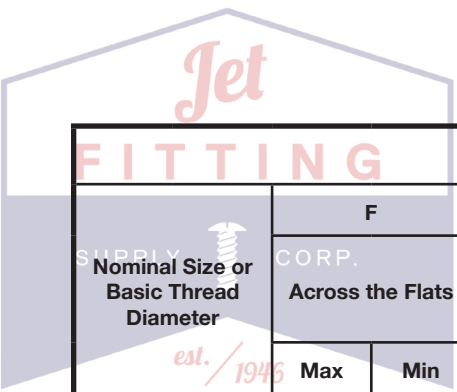 Jet
FITTING
F
SUPPLY CORP.
Nominal Size or
Basic Thread
Diameter
Across the Flats
est. 1946
Max Min